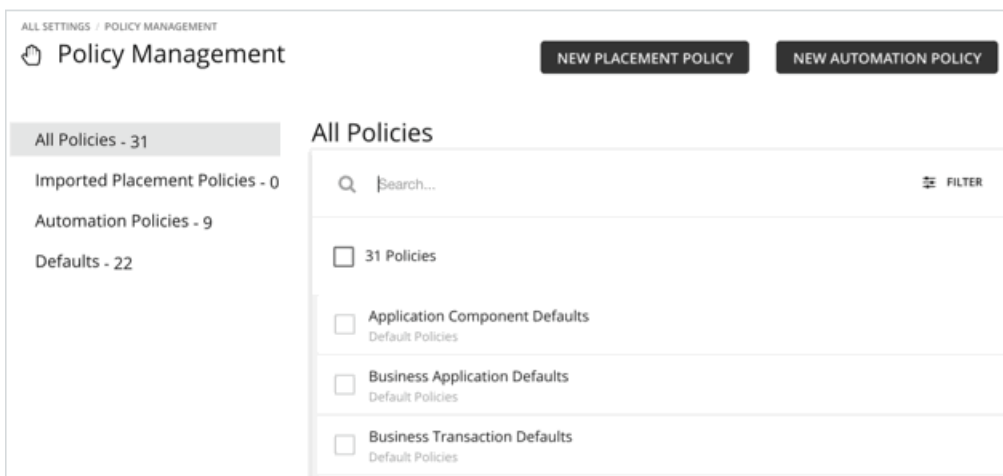 ALL SETTINGS / POLICY MANAGEMENT
Policy Management
NEW PLACEMENT POLICY
NEW AUTOMATION POLICY
All Policies - 31
Imported Placement Policies - 0
Automation Policies - 9
Defaults - 22
All Policies
Search...
FILTER
31 Policies
Application Component Defaults
Default Policies
Business Application Defaults
Default Policies
Business Transaction Defaults
Default Policies